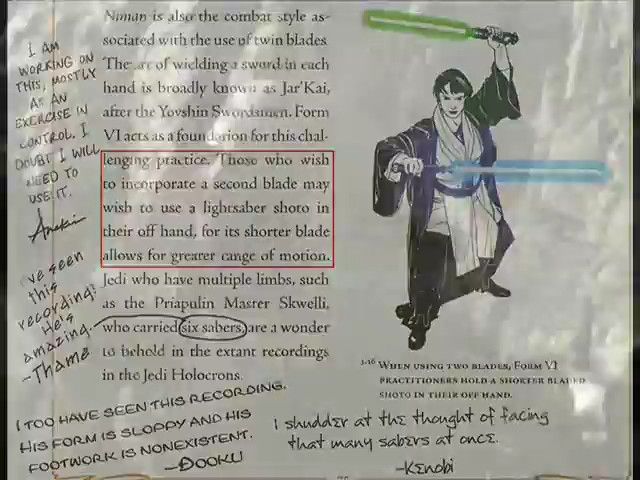 Niman is also the combat style as-
sociated with the use of twin blades.
The art of wielding a sword in each
hand is broadly known as Jar'Kai,
after the Yovshin Swordsmen. Form
VI acts as a foundation for this chal-
lenging practice. Those who wish
to incorporate a second blade may
wish to use a lightsaber shoto in
their off hand, for its shorter blade
allows for greater range of motion.
Jedi who have multiple limbs, such
as the Priapulin Master Skwelli,
who carried six sabers, are a wonder
to behold in the extant recordings
in the Jedi Holocrons.
I AM
WORKING ON
THIS, MOSTLY
AS AN
EXERCISE IN
CONTROL. I
DOUBT I WILL
NEED TO
USE IT.
I've seen
this
recording!
He's
amazing.
-Thame
3.16 WHEN USING TWO BLADES, FORM VI
PRACTITIONERS HOLD A SHORTER BLADED
SHOTO IN THEIR OFF HAND.
I TOO HAVE SEEN THIS RECORDING.
HIS FORM IS SLOPPY AND HIS
FOOTWORK IS NONEXISTENT.
-DOOKU
I shudder at the thought of facing
that many sabers at once.
-Kenobi